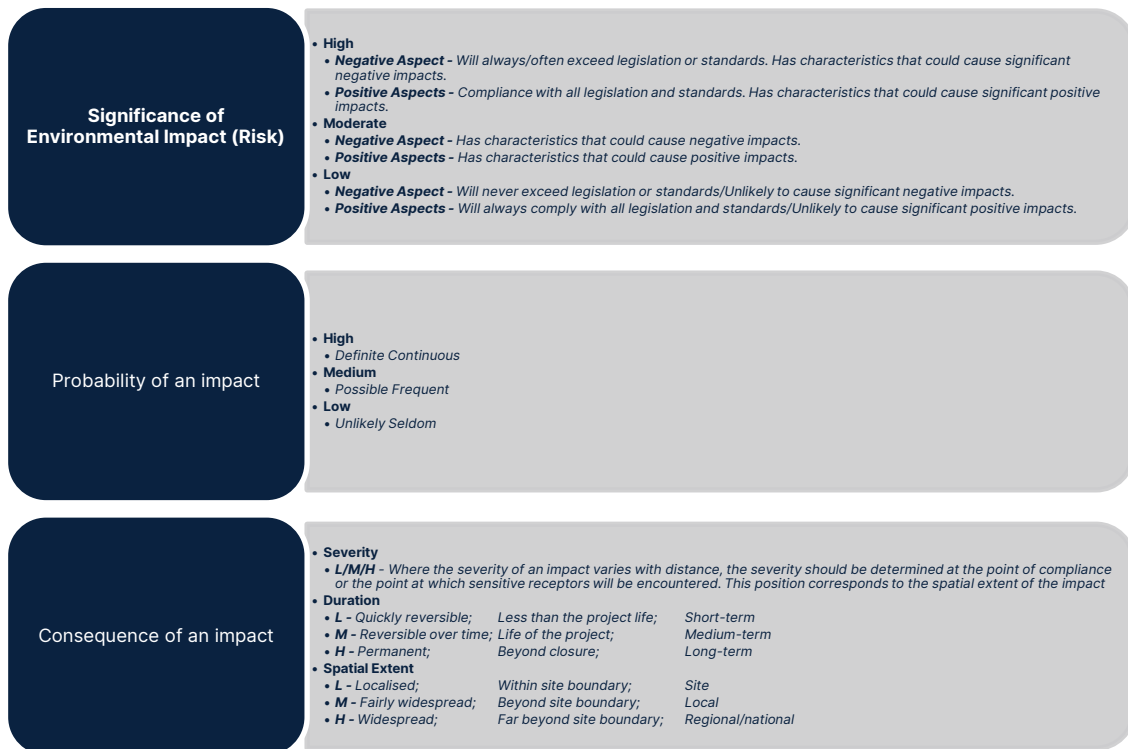 Significance of
Environmental Impact (Risk)
• High
• Negative Aspect - Will always/often exceed legislation or standards. Has characteristics that could cause significant
negative impacts.
• Positive Aspects - Compliance with all legislation and standards. Has characteristics that could cause significant positive
impacts.
• Moderate
• Negative Aspect - Has characteristics that could cause negative impacts.
• Positive Aspects - Has characteristics that could cause positive impacts.
• Low
• Negative Aspect - Will never exceed legislation or standards/Unlikely to cause significant negative impacts.
• Positive Aspects - Will always comply with all legislation and standards/Unlikely to cause significant positive impacts.
Probability of an impact
• High
• Definite Continuous
• Medium
• Possible Frequent
• Low
• Unlikely Seldom
Consequence of an impact
• Severity
• L/M/H - Where the severity of an impact varies with distance, the severity should be determined at the point of compliance
or the point at which sensitive receptors will be encountered. This position corresponds to the spatial extent of the impact
• Duration
• L - Quickly reversible; Less than the project life; Short-term
• M - Reversible over time; Life of the project; Medium-term
• H - Permanent; Beyond closure; Long-term
• Spatial Extent
• L - Localised; Within site boundary; Site
• M - Fairly widespread; Beyond site boundary; Local
• H - Widespread; Far beyond site boundary; Regional/national